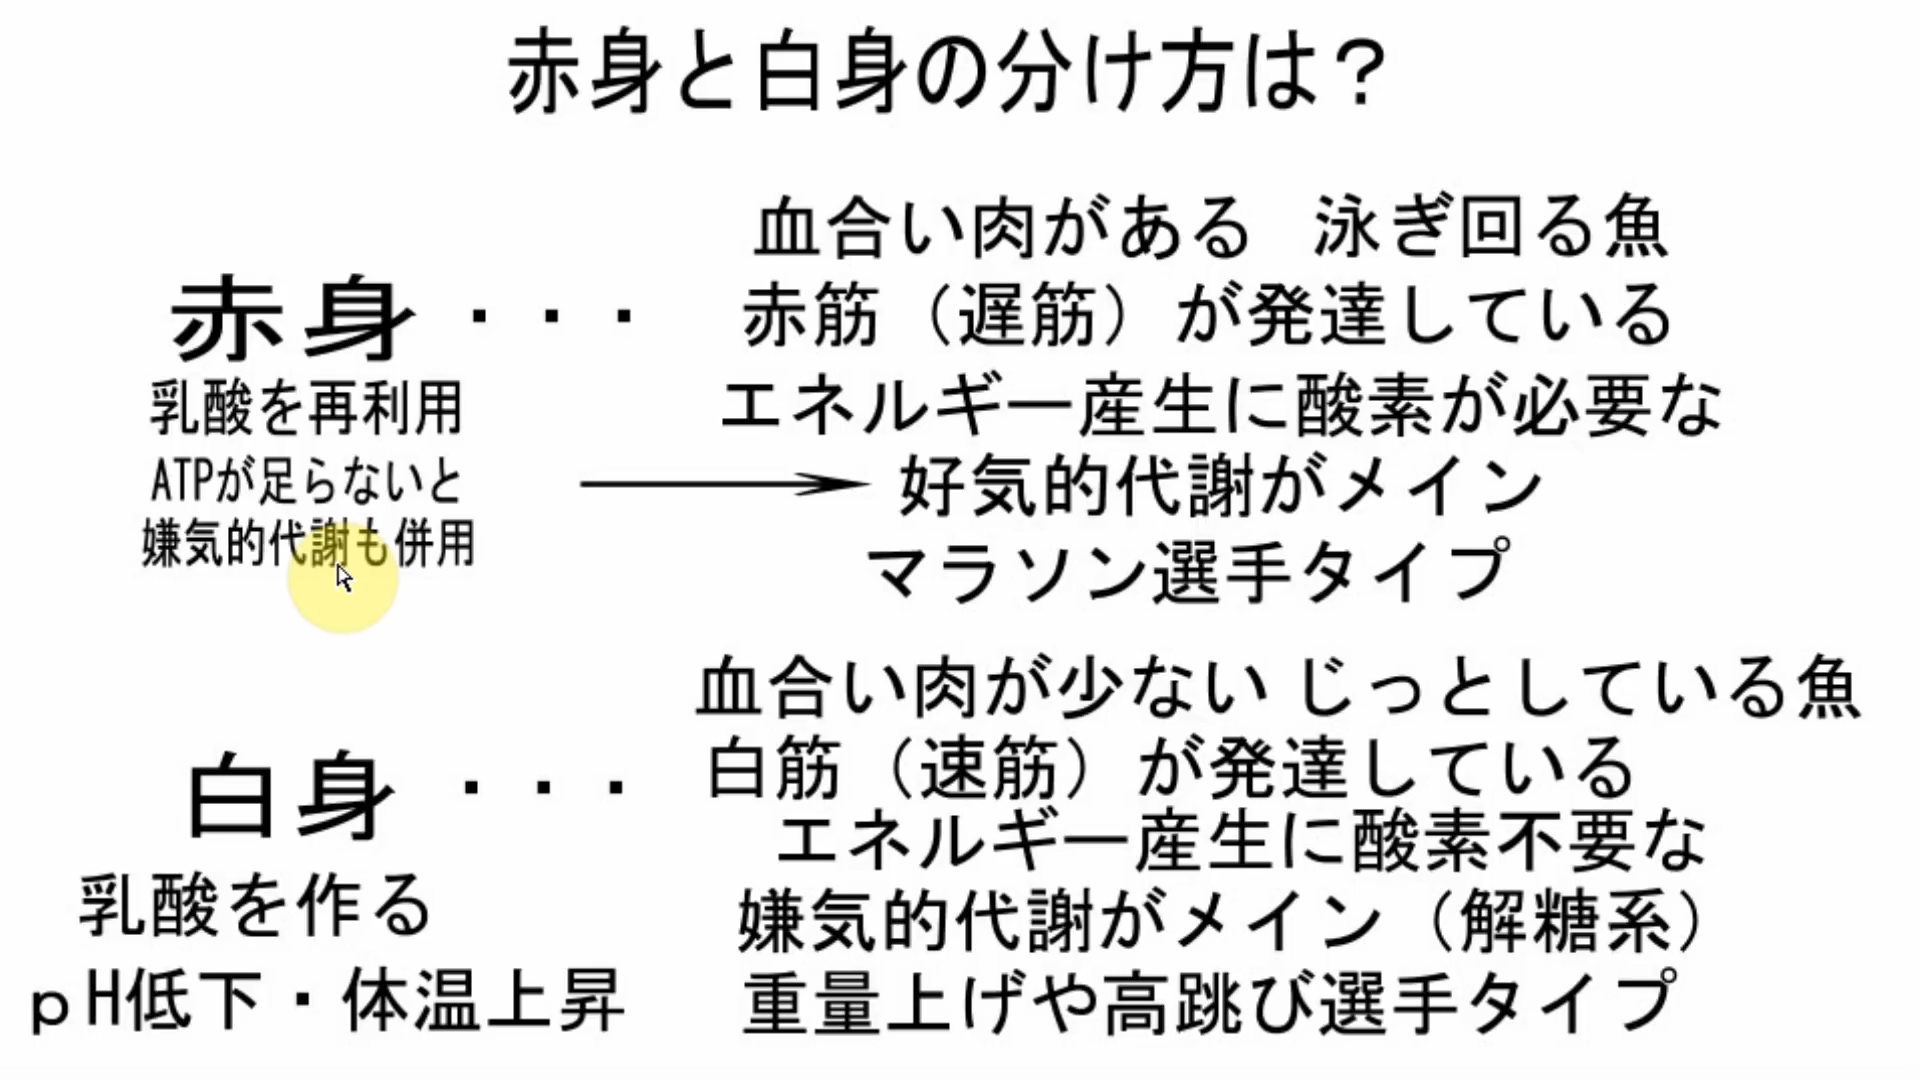 赤身と白身の分け方は？
血合い肉がある 泳ぎ回る魚
赤身・・・
赤筋（遅筋）が発達している
乳酸を再利用
エネルギー産生に酸素が必要な
ATPが足らないと
好気的代謝がメイン
嫌気的代謝も併用
マラソン選手タイプ
血合い肉が少ない じっとしている魚
白身・・・
白筋（速筋）が発達している
エネルギー産生に酸素不要な
乳酸を作る
嫌気的代謝がメイン（解糖系）
ｐH低下・体温上昇
重量上げや高跳び選手タイプ